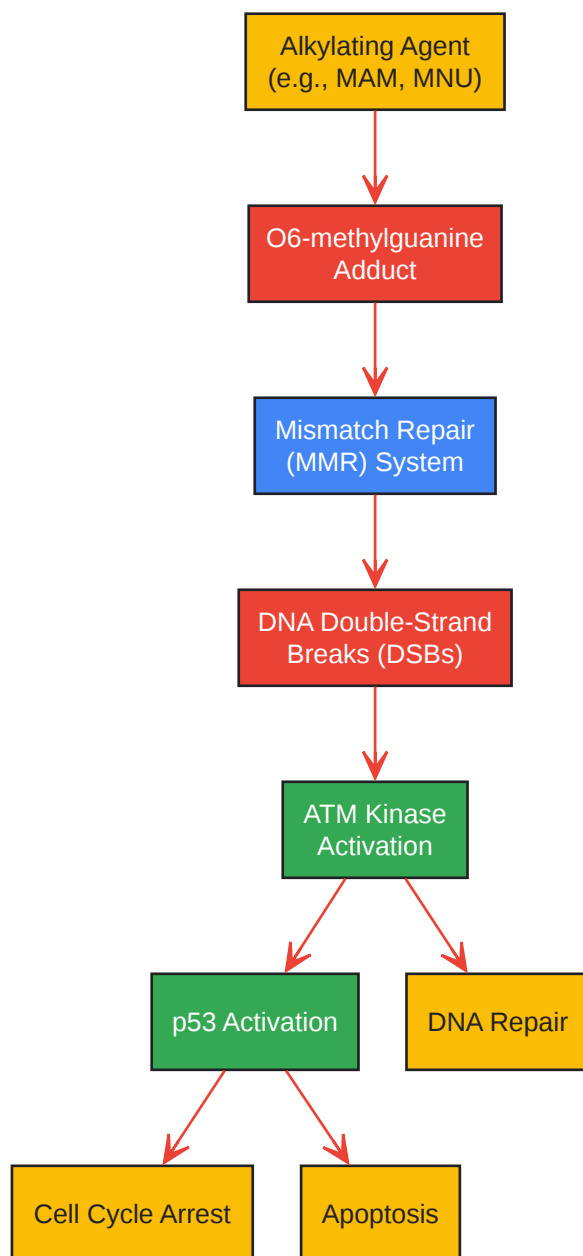 Alkylating Agent
(e.g., MAM, MNU)
O6-methylguanine
Adduct
Mismatch Repair
(MMR) System
DNA Double-Strand
Breaks (DSBs)
ATM Kinase
Activation
p53 Activation
DNA Repair
Cell Cycle Arrest
Apoptosis